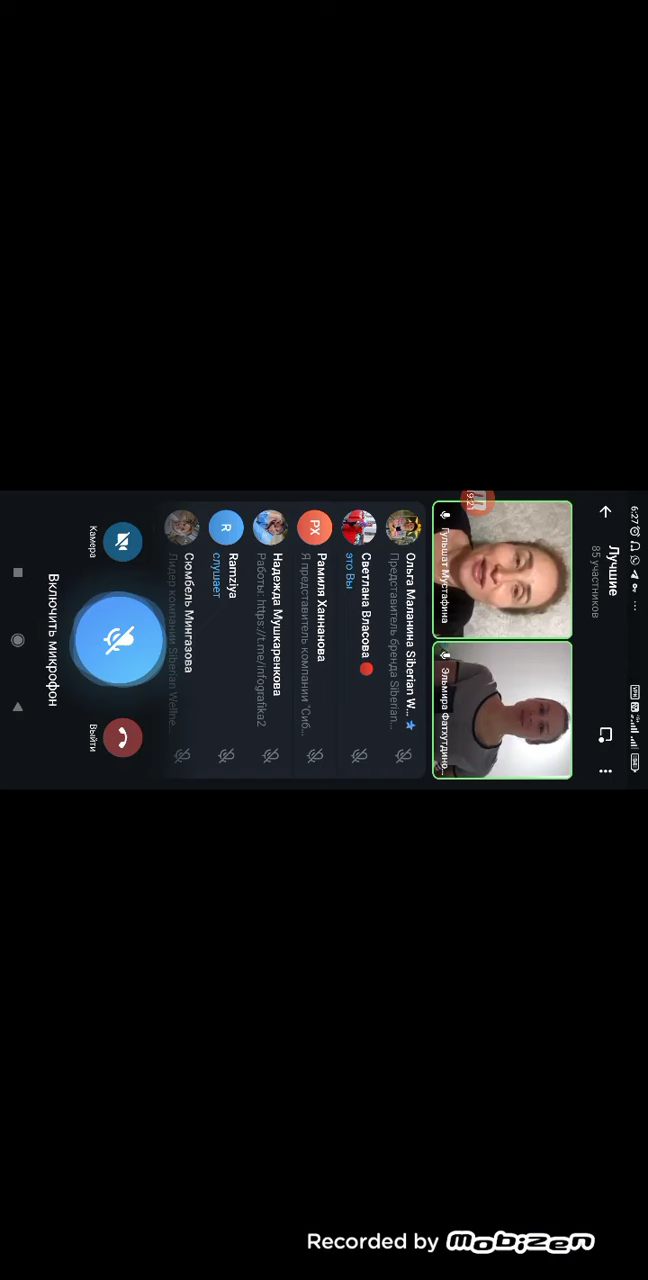 6:27
Лучшие
85 участников
Гульшат Мустафина
Эльмира Фатхутдино...
Ольга Маланина Siberian W...
Представитель бренда Siberian...
Светлана Власова
это Вы
РХ
Рамиля Ханнанова
Я представитель компании "Сиб...
Надежда Мушкаренкова
Работы: https://t.me/infografika2
R
Ramziya
слушает
Сюмбель Мингазова
Лидер компании Siberian Wellne...
Камера
Включить микрофон
Выйти
Recorded by mobizen